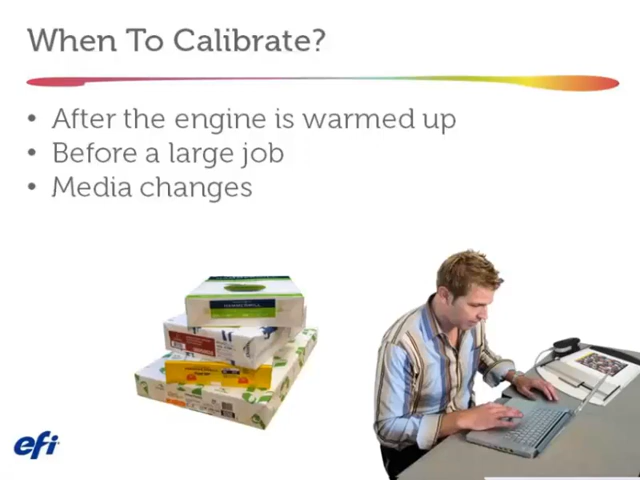 When To Calibrate?
• After the engine is warmed up
• Before a large job
• Media changes
efi